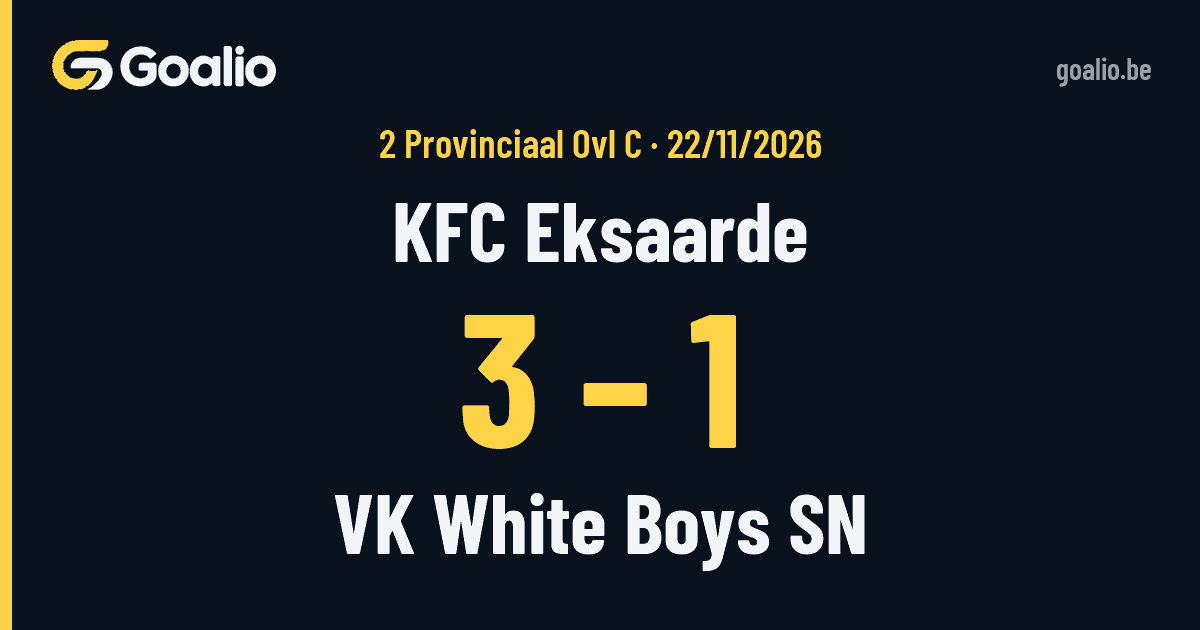 Goalio
goalio.be
2 Provinciaal Ovl C · 22/11/2026
KFC Eksaarde
3 – 1
VK White Boys SN